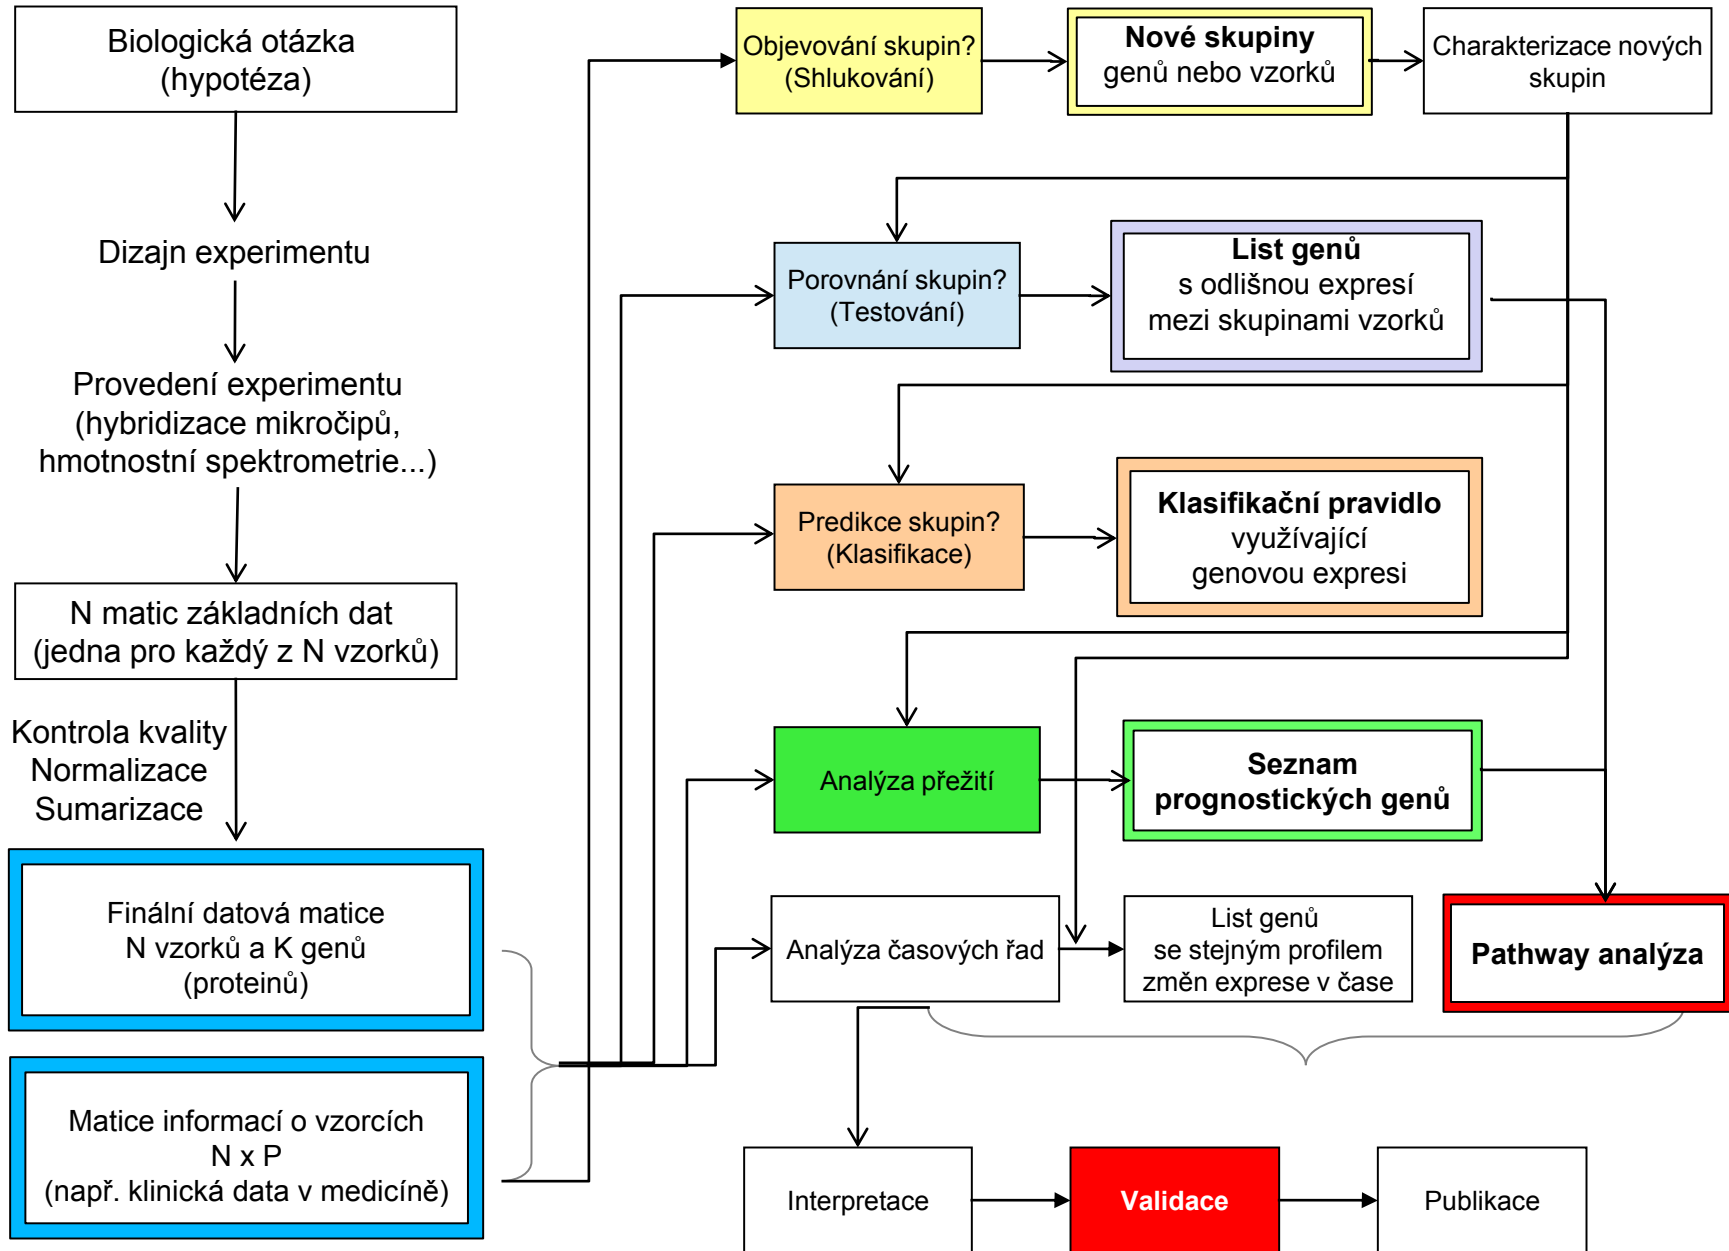 Biologická otázka
(hypotéza)
Dizajn experimentu
Provedení experimentu
(hybridizace mikročipů,
hmotnostní spektrometrie...)
N matic základních dat
(jedna pro každý z N vzorků)
Kontrola kvality
Normalizace
Sumarizace
Finální datová matice
N vzorků a K genů
(proteinů)
Matice informací o vzorcích
N x P
(např. klinická data v medicíně)
Objevování skupin?
(Shlukování)
Nové skupiny
genů nebo vzorků
Charakterizace nových
skupin
Porovnání skupin?
(Testování)
List genů
s odlišnou expresí
mezi skupinami vzorků
Predikce skupin?
(Klasifikace)
Klasifikační pravidlo
využívající
genovou expresi
Analýza přežití
Seznam
prognostických genů
Analýza časových řad
List genů
se stejným profilem
změn exprese v čase
Pathway analýza
Interpretace
Validace
Publikace